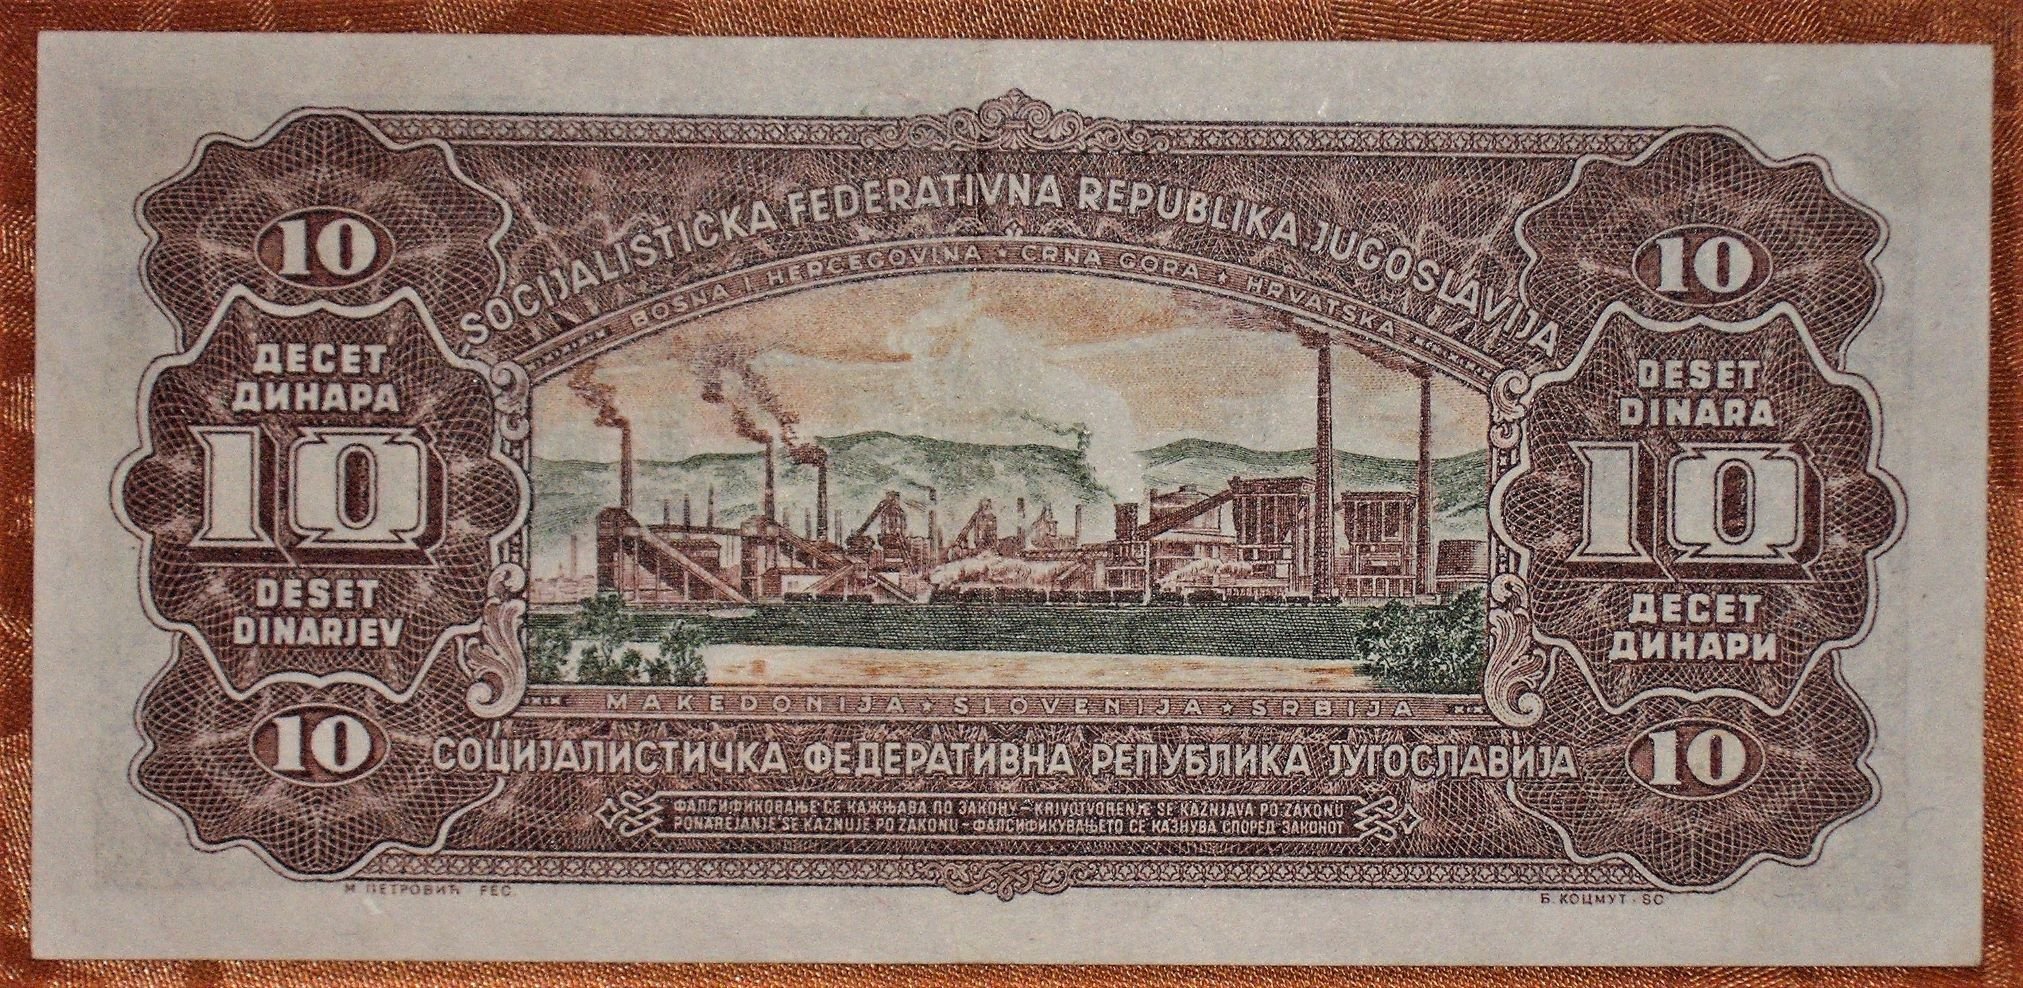 SOCIJALISTIČKA FEDERATIVNA REPUBLIKA JUGOSLAVIJA
BOSNA I HERCEGOVINA ★ CRNA GORA ★ HRVATSKA
10
10
ДЕСЕТ
ДИНАРА
10
DESET
DINARJEV
10
DESET
DINARA
10
ДЕСЕТ
ДИНАРИ
10
MAKEDONIJA ★ SLOVENIJA ★ SRBIJA
СОЦИЈАЛИСТИЧКА ФЕДЕРАТИВНА РЕПУБЛИКА ЈУГОСЛАВИЈА
10
ФАЛСИФИКОВАЊЕ СЕ КАЖЊАВА ПО ЗАКОНУ – KRIVOTVORENJE SE KAŽNJAVA PO ZAKONU
PONAREJANJE SE KAZNUJE PO ZAKONU – ФАЛСИФИКУВАЊЕТО СЕ КАЗНУВА СПОРЕД ЗАКОНОТ
М. ПЕТРОВИЋ FEC.
Б. КОЦМУТ · SC